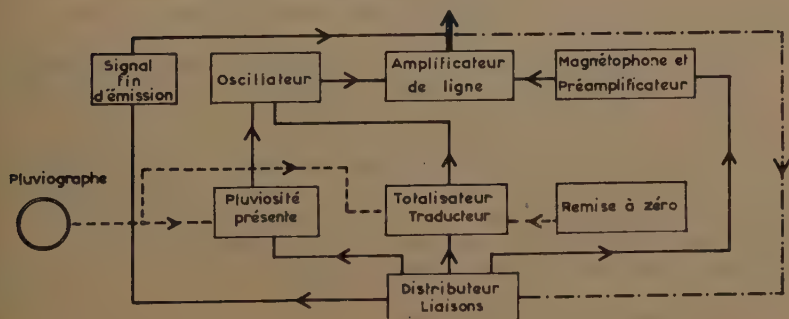 Signal
fin
d'émission
Oscillateur
Amplificateur
de ligne
Magnétophone et
Préamplificateur
Pluviographe
Pluviosité
présente
Totalisateur
Traducteur
Remise à zéro
Distributeur
Liaisons